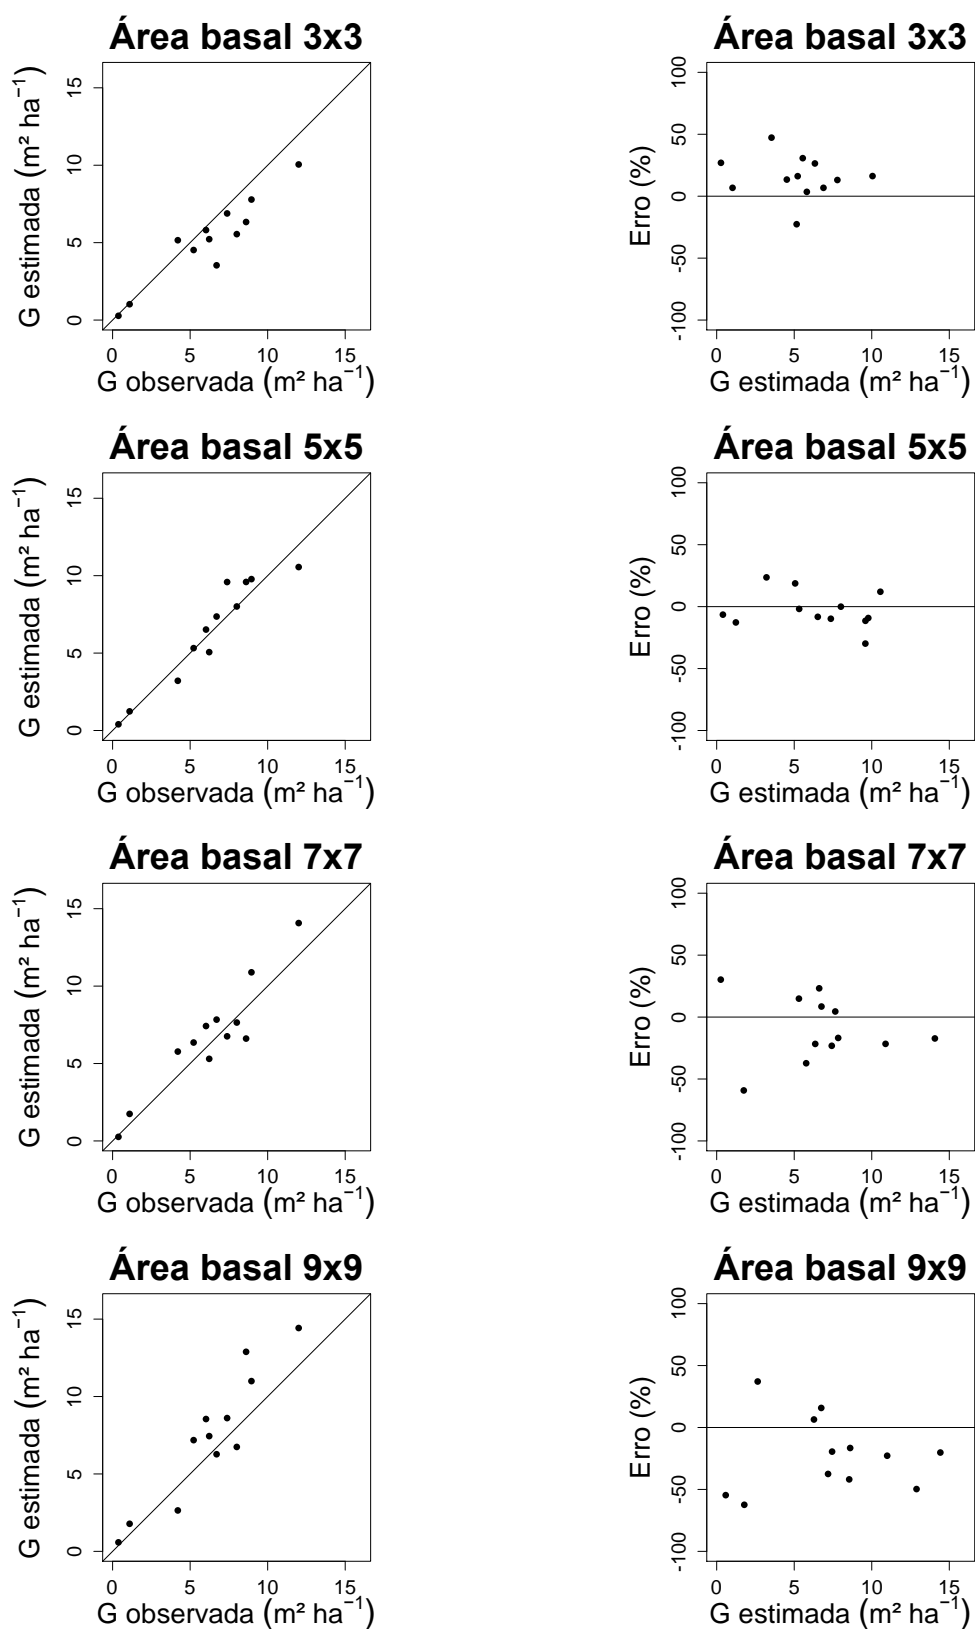 Área basal 3x3
G estimada (m² ha⁻¹)
15
10
5
0
0 5 10 15
G observada (m² ha⁻¹)
Área basal 3x3
Erro (%)
100
50
0
-50
-100
0 5 10 15
G estimada (m² ha⁻¹)
Área basal 5x5
G estimada (m² ha⁻¹)
15
10
5
0
0 5 10 15
G observada (m² ha⁻¹)
Área basal 5x5
Erro (%)
100
50
0
-50
-100
0 5 10 15
G estimada (m² ha⁻¹)
Área basal 7x7
G estimada (m² ha⁻¹)
15
10
5
0
0 5 10 15
G observada (m² ha⁻¹)
Área basal 7x7
Erro (%)
100
50
0
-50
-100
0 5 10 15
G estimada (m² ha⁻¹)
Área basal 9x9
G estimada (m² ha⁻¹)
15
10
5
0
0 5 10 15
G observada (m² ha⁻¹)
Área basal 9x9
Erro (%)
100
50
0
-50
-100
0 5 10 15
G estimada (m² ha⁻¹)